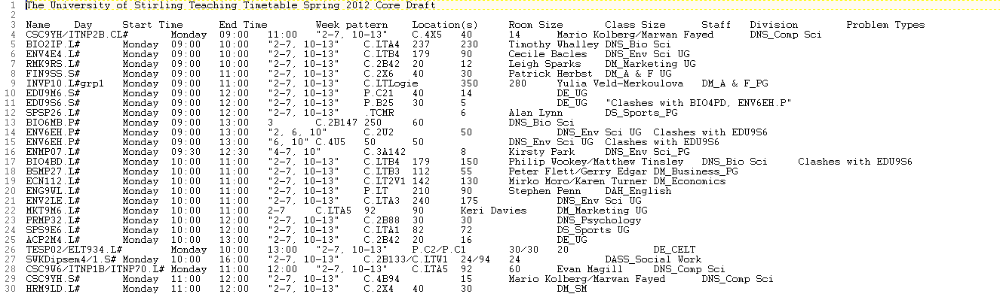 1 The University of Stirling Teaching Timetable Spring 2012 Core Draft
2
3 Name Day Start Time End Time Week pattern Location(s) Room Size Class Size Staff Division Problem Types
4 CSC9YH/ITNP2B.CL# Monday 09:00 11:00 "2-7, 10-13" C.4X5 40 14 Mario Kolberg/Marwan Fayed DNS_Comp Sci
5 BIO2IP.L# Monday 09:00 10:00 "2-7, 10-13" C.LTA4 237 230 Timothy Whalley DNS_Bio Sci
6 ENV4E4.L# Monday 09:00 10:00 "2-7, 10-13" C.LTB4 179 90 Cecile Bacles DNS_Env Sci UG
7 RMK9RS.L# Monday 09:00 10:00 "2-7, 10-13" C.2B42 20 12 Leigh Sparks DM_Marketing UG
8 FIN9SS.S# Monday 09:00 10:00 "2-7, 10-13" C.2X6 40 30 Patrick Herbst DM_A & F UG
9 INVP10.L#grp1 Monday 09:00 11:00 "2-7, 10-13" C.LTLogie 350 280 Yulia Veld-Merkoulova DM_A & F_PG
10 EDU9M6.S# Monday 09:00 12:00 "2-7, 10-13" P.C21 40 14 DE_UG
11 EDU9S6.S# Monday 09:00 12:00 "2-7, 10-13" P.B25 30 5 DE_UG "Clashes with BIO4PD, ENV6EH.P"
12 SPSP26.L# Monday 09:00 12:00 "2-7, 10-13" .TCMR 6 Alan Lynn DS_Sports_PG
13 BIO6MB.P# Monday 09:00 13:00 3 C.2B147 250 60 DNS_Bio Sci
14 ENV6EH.P# Monday 09:00 13:00 "2, 6, 10" C.2U2 50 DNS_Env Sci UG Clashes with EDU9S6
15 ENV6EH.P# Monday 09:00 13:00 "6, 10" C.4U5 50 50 DNS_Env Sci UG Clashes with EDU9S6
16 ENMP07.L# Monday 09:30 12:30 "4-7, 10" C.3A142 8 Kirsty Park DNS_Env Sci_PG
17 BIO4BD.L# Monday 10:00 11:00 "2-7, 10-13" C.LTB4 179 150 Philip Wookey/Matthew Tinsley DNS_Bio Sci Clashes with EDU9S6
18 BSMP27.L# Monday 10:00 11:00 "2-7, 10-13" C.LTB3 112 55 Peter Flett/Gerry Edgar DM_Business_PG
19 ECN112.L# Monday 10:00 11:00 "2-7, 10-13" C.LT2V1 142 130 Mirko Moro/Karen Turner DM_Economics
20 ENG9WL.L# Monday 10:00 11:00 "2-7, 10-13" P.LT 210 90 Stephen Penn DAH_English
21 ENV2LE.L# Monday 10:00 11:00 "2-7, 10-13" C.LTA3 240 175 DNS_Env Sci UG
22 MKT9M6.L# Monday 10:00 11:00 2-7 C.LTA5 92 90 Keri Davies DM_Marketing UG
23 PRMP32.L# Monday 10:00 12:00 "2-7, 10-13" C.2B88 30 30 DNS_Psychology
24 SPS9E6.L# Monday 10:00 12:00 "2-7, 10-13" C.LTA1 82 72 DS_Sports UG
25 ACP2M4.L# Monday 10:00 13:00 "2-7, 10-13" C.2B42 20 16 DE_UG
26 TESP02/ELT934.L# Monday 10:00 13:00 "2-7, 10-13" P.C2/P.C1 30/30 20 DE_CELT
27 SWKDipsem4/1.S# Monday 10:00 16:00 "2-7, 10-13" C.2B133/C.LTW1 24/94 24 DASS_Social Work
28 CSC9W6/ITNP1B/ITNP70.L# Monday 11:00 12:00 "2-7, 10-13" C.LTA5 92 60 Evan Magill DNS_Comp Sci
29 CSC9YH.S# Monday 11:00 12:00 "2-7, 10-13" C.4B94 15 Mario Kolberg/Marwan Fayed DNS_Comp Sci
30 HRM9LD.L# Monday 11:00 12:00 "2-7, 10-13" C.2X4 40 30 DM_SM